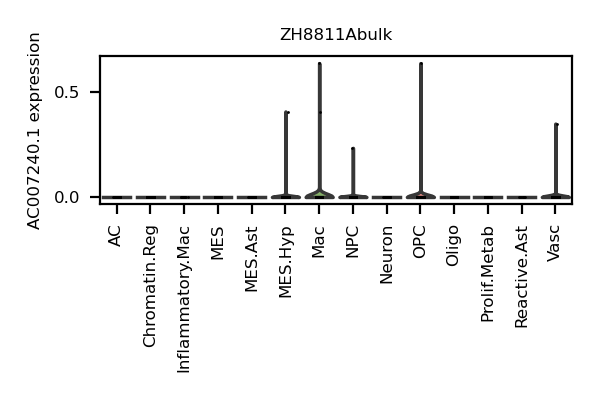 ZH8811Abulk
AC007240.1 expression
0.5
0.0
AC
Chromatin.Reg
Inflammatory.Mac
MES
MES.Ast
MES.Hyp
Mac
NPC
Neuron
OPC
Oligo
Prolif.Metab
Reactive.Ast
Vasc